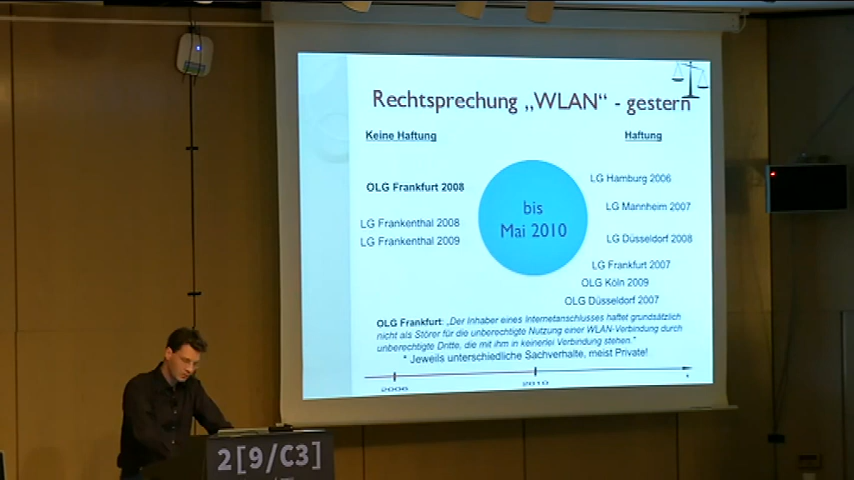 Rechtsprechung „WLAN“ - gestern
Keine Haftung
Haftung
OLG Frankfurt 2008
LG Frankenthal 2008
LG Frankenthal 2009
bis
Mai 2010
LG Hamburg 2006
LG Mannheim 2007
LG Düsseldorf 2008
LG Frankfurt 2007
OLG Köln 2009
OLG Düsseldorf 2007
OLG Frankfurt: „Der Inhaber eines Internetanschlusses haftet grundsätzlich
nicht als Störer für die unberechtigte Nutzung einer WLAN-Verbindung durch
unberechtigte Dritte, die mit ihm in keinerlei Verbindung stehen.“
* Jeweils unterschiedliche Sachverhalte, meist Private!
2006
2010
2[9/C3]